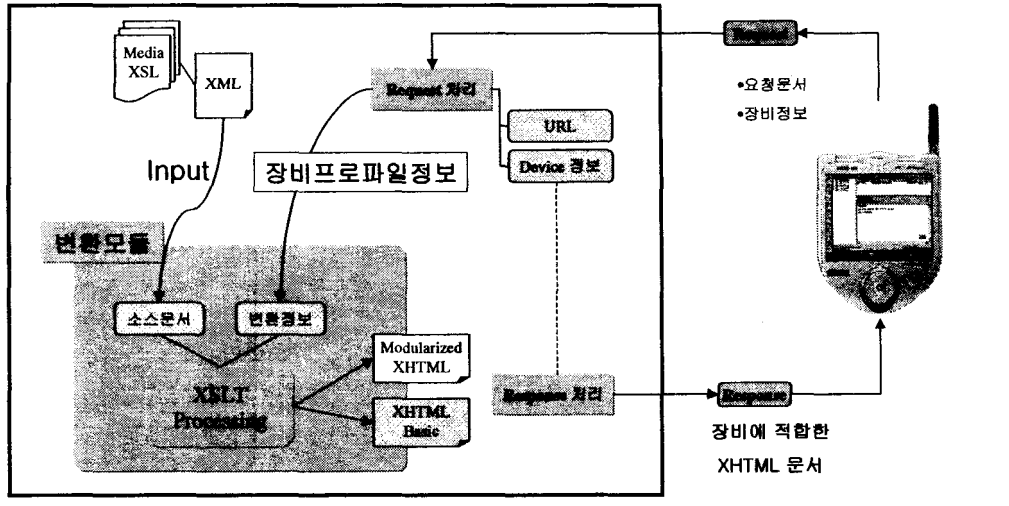 Media
XSL
XML
Request 처리
Request
•요청문서
•장비정보
URL
Device 정보
Input
장비프로파일정보
변환모듈
소스문서
변환정보
Modularized
XHTML
XSLT
Processing
XHTML
Basic
Response 처리
Response
장비에 적합한
XHTML 문서